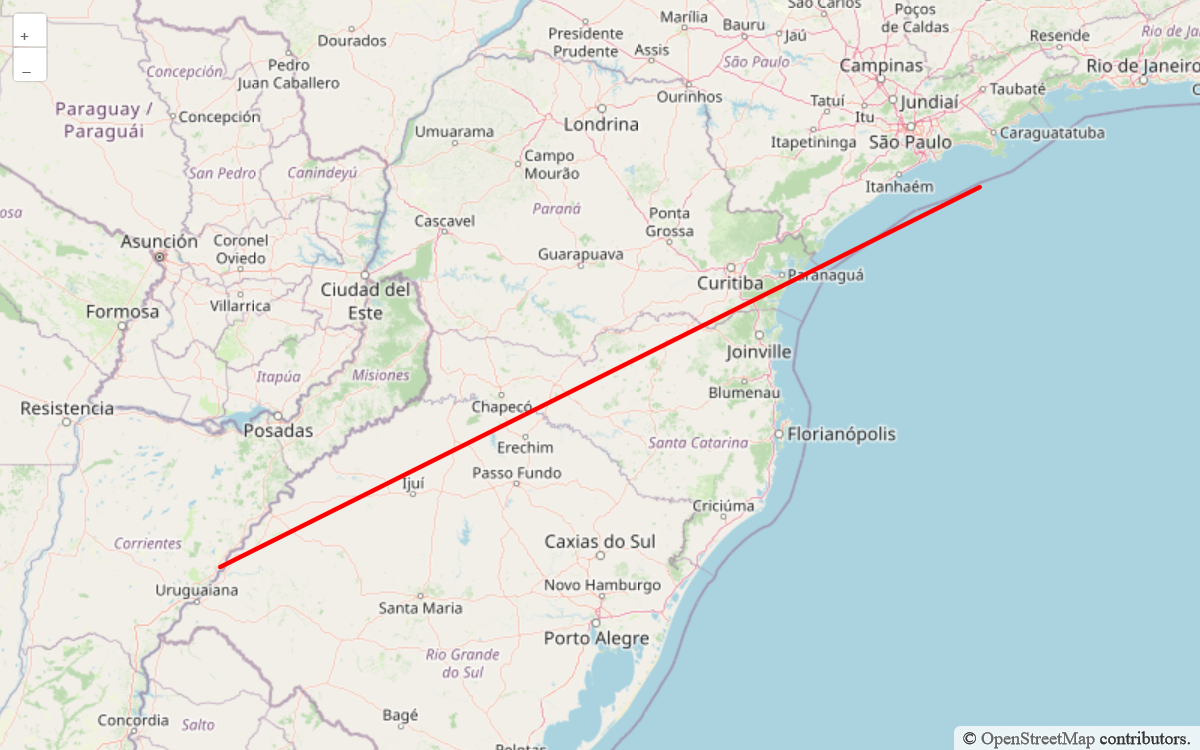 São Carlos
Poços
de Caldas
Marília
Bauru
Jaú
Dourados
Presidente
Prudente
Assis
Resende
Rio de Ja
+
–
Pedro
Juan Caballero
Concepción
São Paulo
Campinas
Rio de Janeiro
Paraguay /
Paraguái
Concepción
Ourinhos
Taubaté
Tatuí
Jundiaí
Itu
Londrina
Umuarama
Itapetininga
São Paulo
Caraguatatuba
Campo
Mourão
San Pedro
Canindeyú
Itanhaém
Paraná
Cascavel
Ponta
Grossa
Asunción
Coronel
Oviedo
Guarapuava
Curitiba
Paranaguá
Ciudad del
Este
Villarrica
Formosa
Joinville
Itapúa
Misiones
Blumenau
Resistencia
Chapecó
Posadas
Florianópolis
Erechim
Santa Catarina
Passo Fundo
Ijuí
Criciúma
Corrientes
Caxias do Sul
Uruguaiana
Novo Hamburgo
Santa Maria
Porto Alegre
Rio Grande
do Sul
Concordia
Salto
Bagé
Pelotas
© OpenStreetMap contributors.